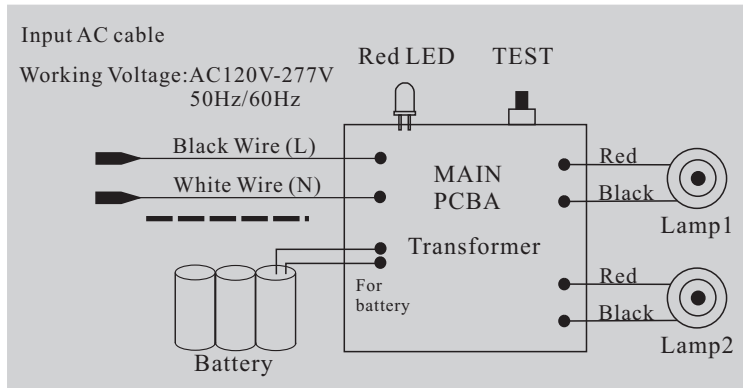 Input AC cable
Working Voltage:AC120V-277V
50Hz/60Hz
Red LED
TEST
Black Wire (L)
White Wire (N)
MAIN
PCBA
Transformer
For
battery
Battery
Red
Black
Lamp1
Red
Black
Lamp2